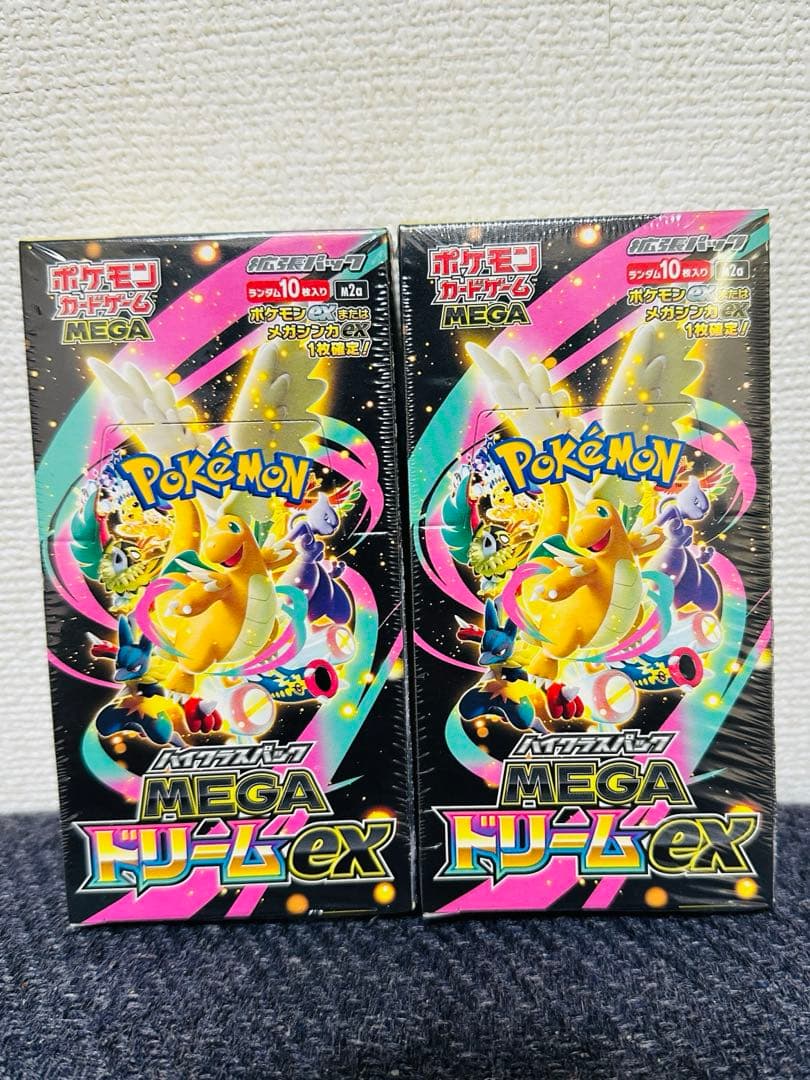 ポケモン
カードゲーム
MEGA
拡張パック
ランダム10枚入り
M2a
ポケモンexまたは
メガシンカex
1枚確定!
POKÉMON
ハイクラスパック
MEGA
ドリームex
ポケモン
カードゲーム
MEGA
拡張パック
ランダム10枚入り
M2a
ポケモンexまたは
メガシンカex
1枚確定!
POKÉMON
ハイクラスパック
MEGA
ドリームex